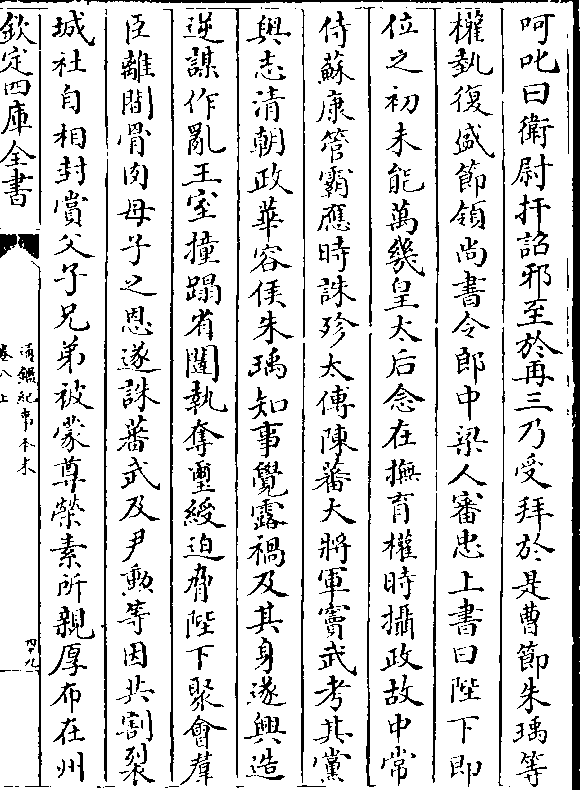 呵叱曰衛尉扞詔邪至於再三乃受拜於是曹節朱瑀等
權埶復盛節領尚書令郎中梁人審忠上書曰陛下即
位之初未能萬幾皇太后念在撫育權時攝政故中常
侍蘇康管霸應時誅殄太傅陳蕃大將軍竇武考其黨
與志清朝政華容侯朱瑀知事覺露禍及其身遂興造
逆謀作亂王室撞蹋省闥執奪璽綬迫脅陛下聚會羣
臣離間骨肉母子之恩遂誅蕃武及尹勳等因共割裂
城社自相封賞父子兄弟被蒙尊榮素所親厚布在州
欽定四庫全書
通鑑紀事本末
卷八上
四十九